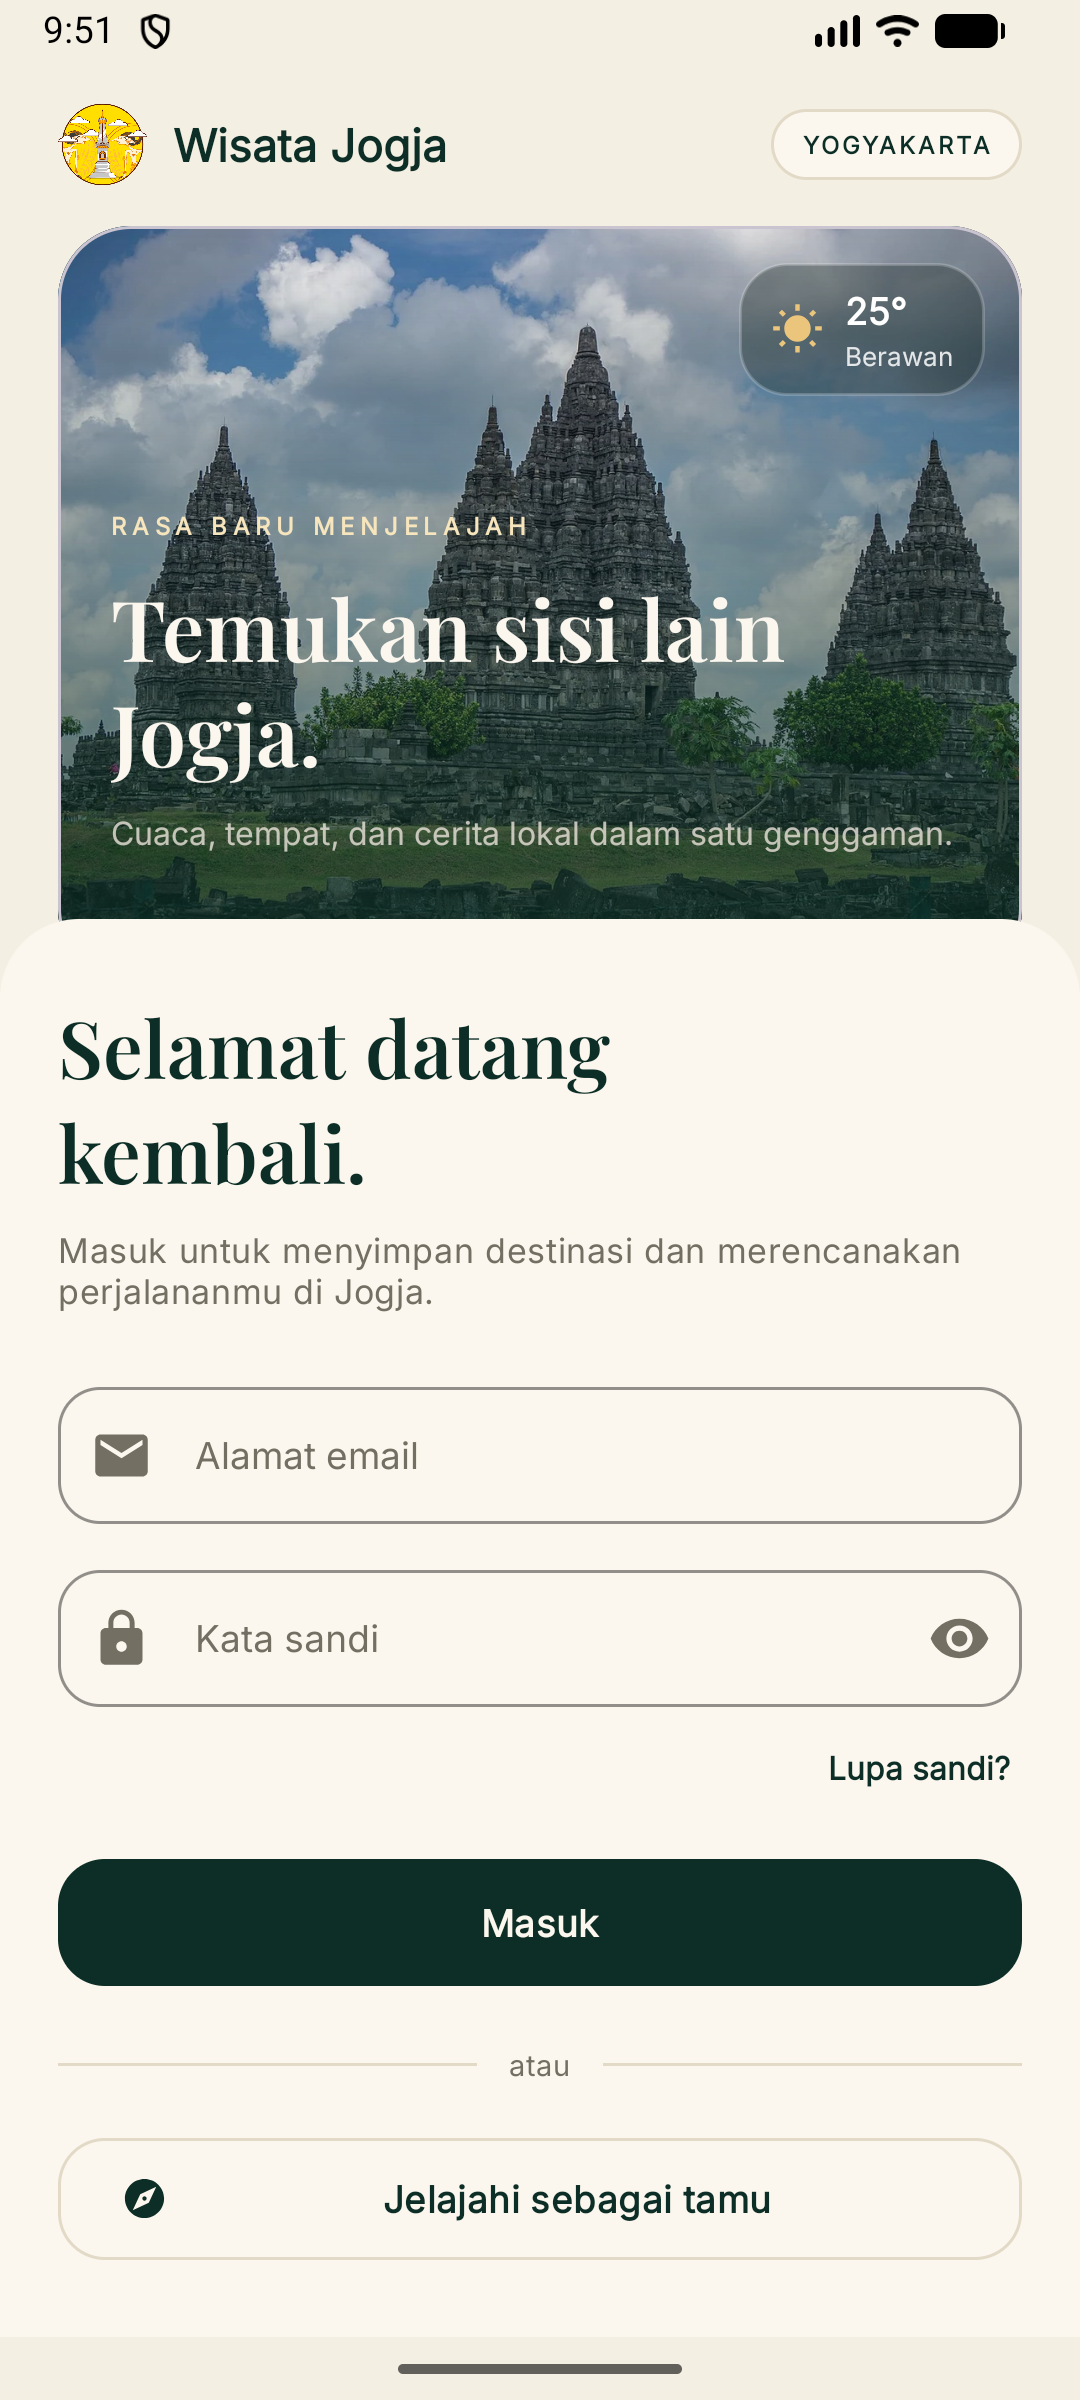 9:51
Wisata Jogja
YOGYAKARTA
25°
Berawan
RASA BARU MENJELAJAH
Temukan sisi lain
Jogja.
Cuaca, tempat, dan cerita lokal dalam satu genggaman.
Selamat datang
kembali.
Masuk untuk menyimpan destinasi dan merencanakan
perjalananmu di Jogja.
Alamat email
Kata sandi
Lupa sandi?
Masuk
atau
Jelajahi sebagai tamu